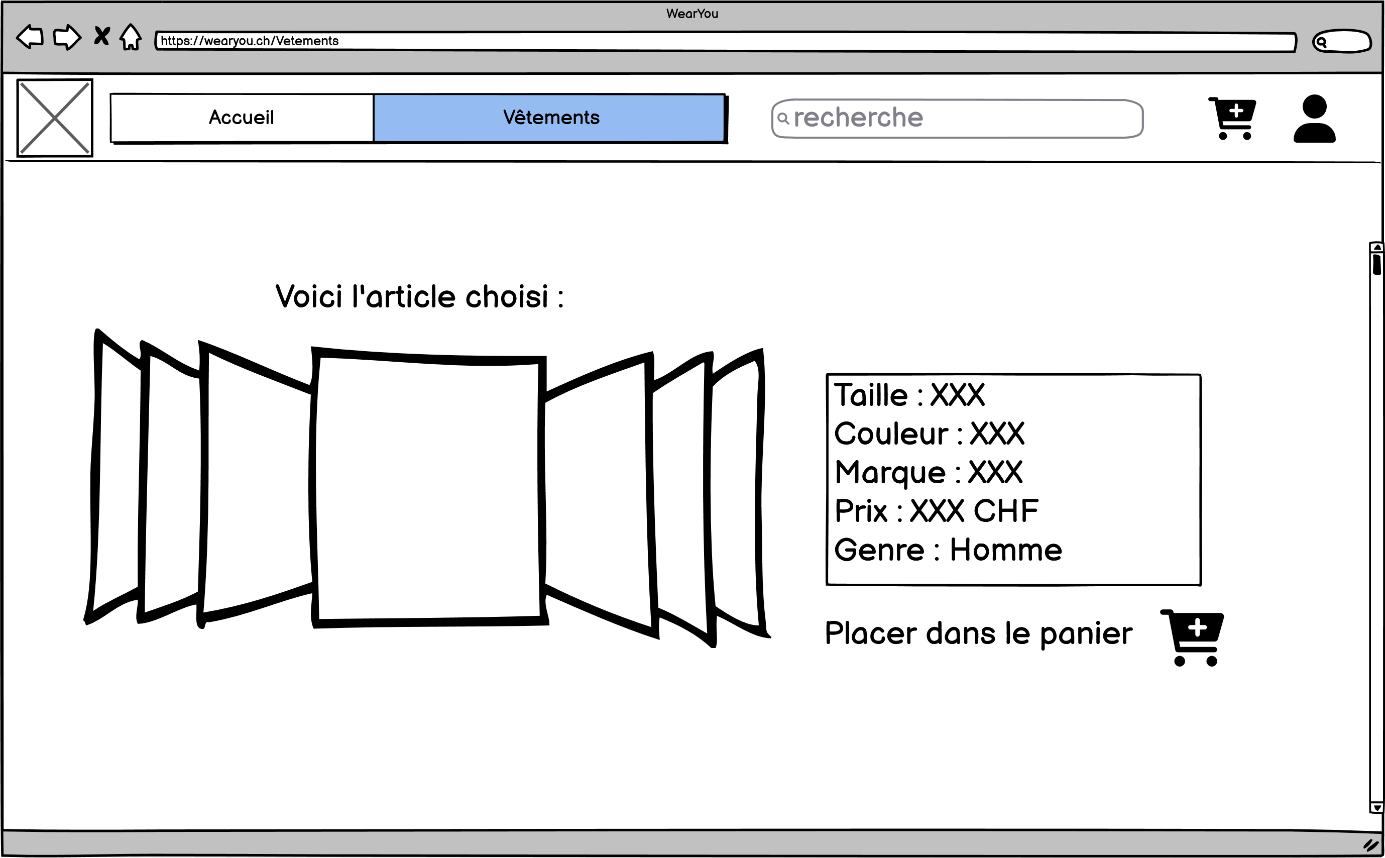 WearYou
https://wearyou.ch/Vetements
Accueil
Vêtements
recherche
Voici l'article choisi :
Taille : XXX
Couleur : XXX
Marque : XXX
Prix : XXX CHF
Genre : Homme
Placer dans le panier